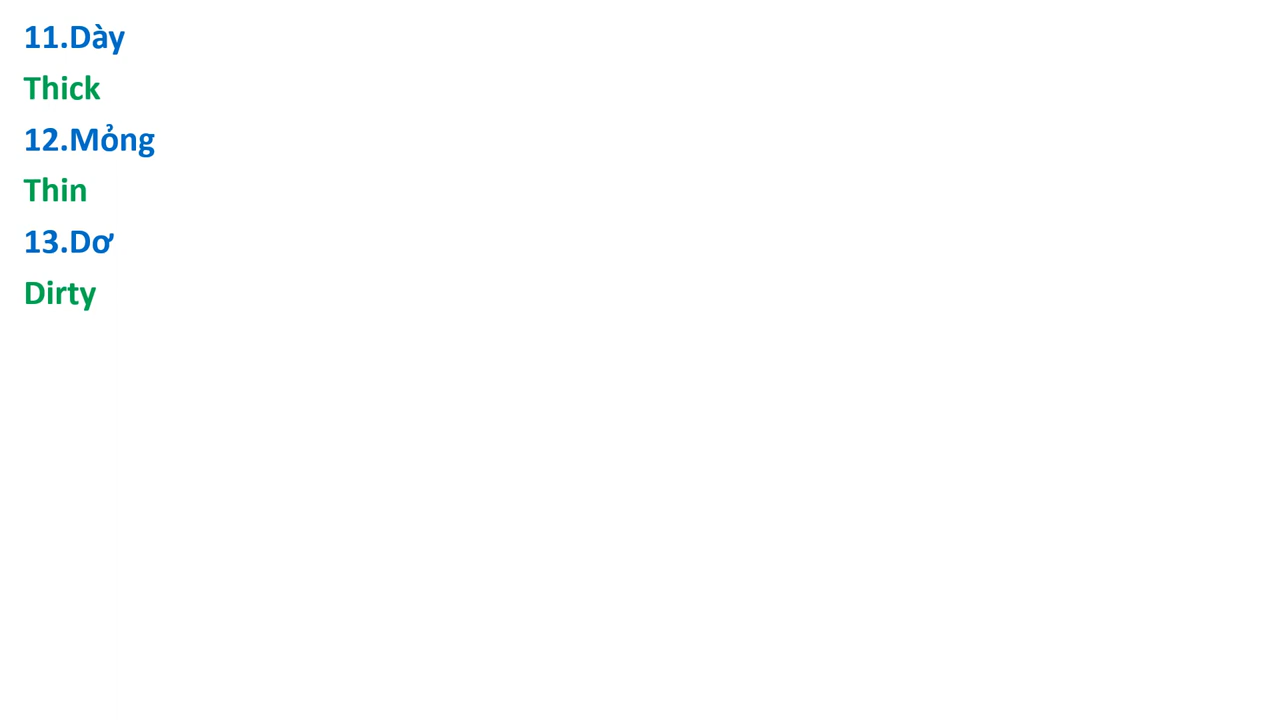 11.Dày
Thick
12.Mỏng
Thin
13.Dơ
Dirty